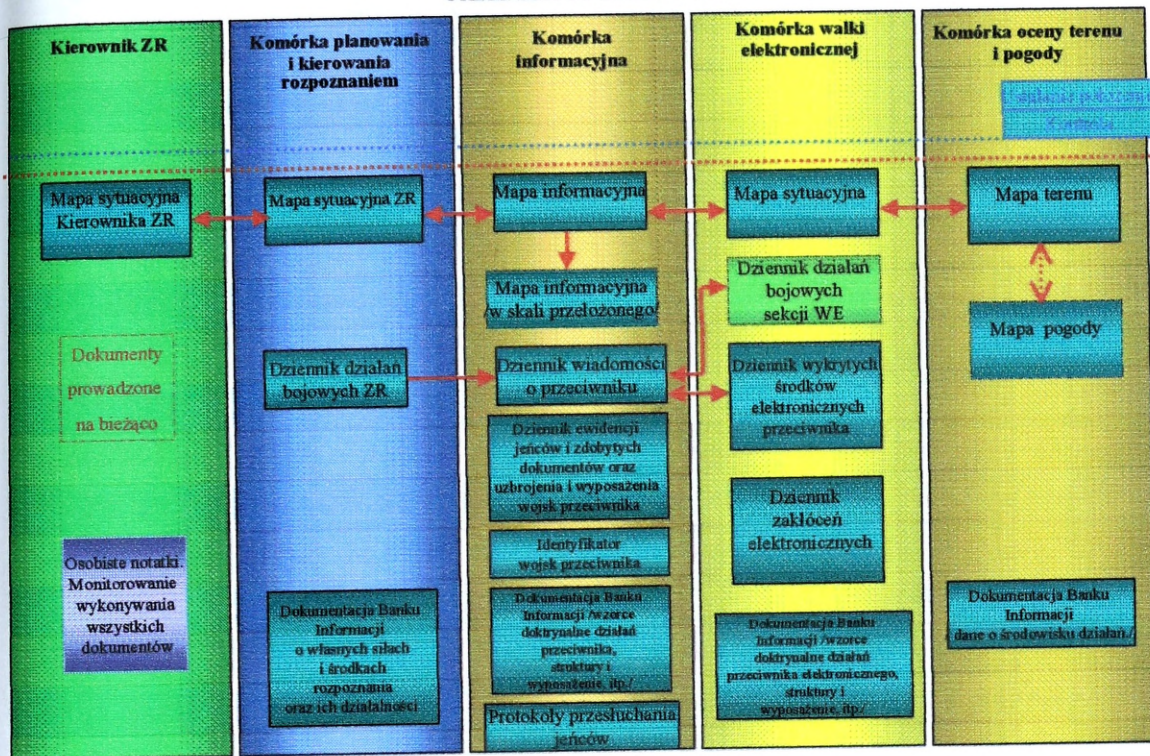 Kierownik ZR
Mapa sytuacyjna
Kierownika ZR
Dokumenty
prowadzone
na bieżąco
Osobiste notatki.
Monitorowanie
wykonywania
wszystkich
dokumentów
Komórka planowania
i kierowania
rozpoznaniem
Mapa sytuacyjna ZR
Dziennik działań
bojowych ZR
Dokumentacja Banku
Informacji
o własnych siłach
i środkach
rozpoznania
oraz ich działalności
Komórka
informacyjna
Mapa informacyjna
Mapa informacyjna
/w skali przełożonego/
Dziennik wiadomości
o przeciwniku
Dziennik ewidencji
jeńców i zdobytych
dokumentów oraz
uzbrojenia i wyposażenia
wojsk przeciwnika
Identyfikator
wojsk przeciwnika
Dokumentacja Banku
Informacji /wzorce
doktrynalne działań
przeciwnika,
struktury i
wyposażenie, itp./
Protokoły przesłuchania
jeńców
Komórka walki
elektronicznej
Mapa sytuacyjna
Dziennik działań
bojowych
sekcji WE
Dziennik wykrytych
środków
elektronicznych
przeciwnika
Dziennik
zakłóceń
elektronicznych
Dokumentacja Banku
Informacji /wzorce
doktrynalne działań
przeciwnika elektronicznego,
struktury i
wyposażenie, itp./
Komórka oceny terenu
i pogody
Mapa terenu
Mapa pogody
Dokumentacja Banku
Informacji
/dane o środowisku działań./